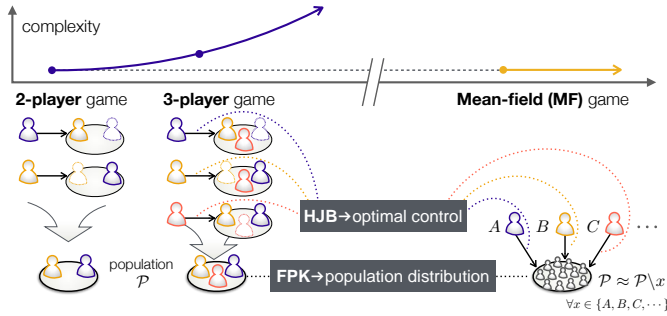 complexity
2-player game
3-player game
Mean-field (MF) game
HJB→optimal control
A
B
C
···
population
𝒫
FPK→population distribution
𝒫 ≈ 𝒫\x
∀x ∈ {A, B, C, ···}